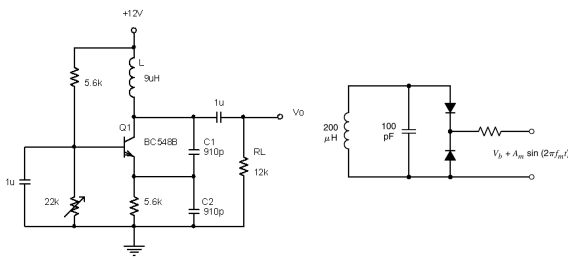 +12V
L
9uH
5.6k
1u
Vo
Q1
BC548B
C1
910p
RL
12k
1u
22k
5.6k
C2
910p
200
μH
100
pF
V_b + A_m sin (2πf_m t)